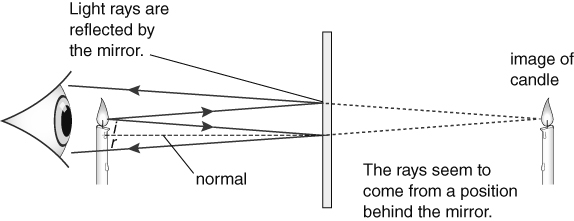 Light rays are
reflected by
the mirror.
image of
candle
i
r
normal
The rays seem to
come from a position
behind the mirror.